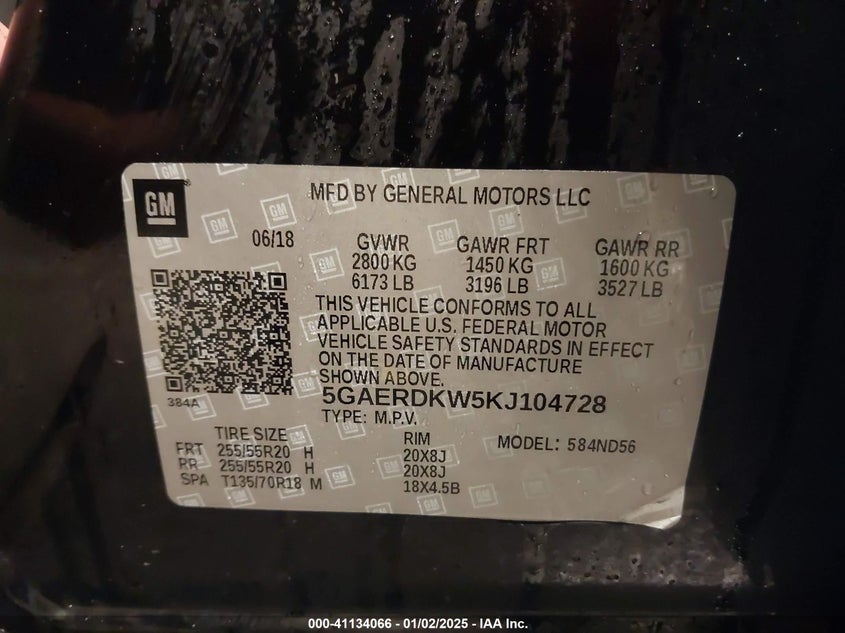 GM
MFD BY GENERAL MOTORS LLC
06/18 GVWR GAWR FRT GAWR RR
2800 KG 1450 KG 1600 KG
6173 LB 3196 LB 3527 LB
THIS VEHICLE CONFORMS TO ALL
APPLICABLE U.S. FEDERAL MOTOR
VEHICLE SAFETY STANDARDS IN EFFECT
ON THE DATE OF MANUFACTURE
SHOWN ABOVE.
384A
5GAERDKW5KJ104728
TYPE: M.P.V.
TIRE SIZE RIM MODEL: 584ND56
FRT 255/55R20 H 20X8J
RR 255/55R20 H 20X8J
SPA T135/70R18 M 18X4.5B
000-41134066 - 01/02/2025 - IAA Inc.